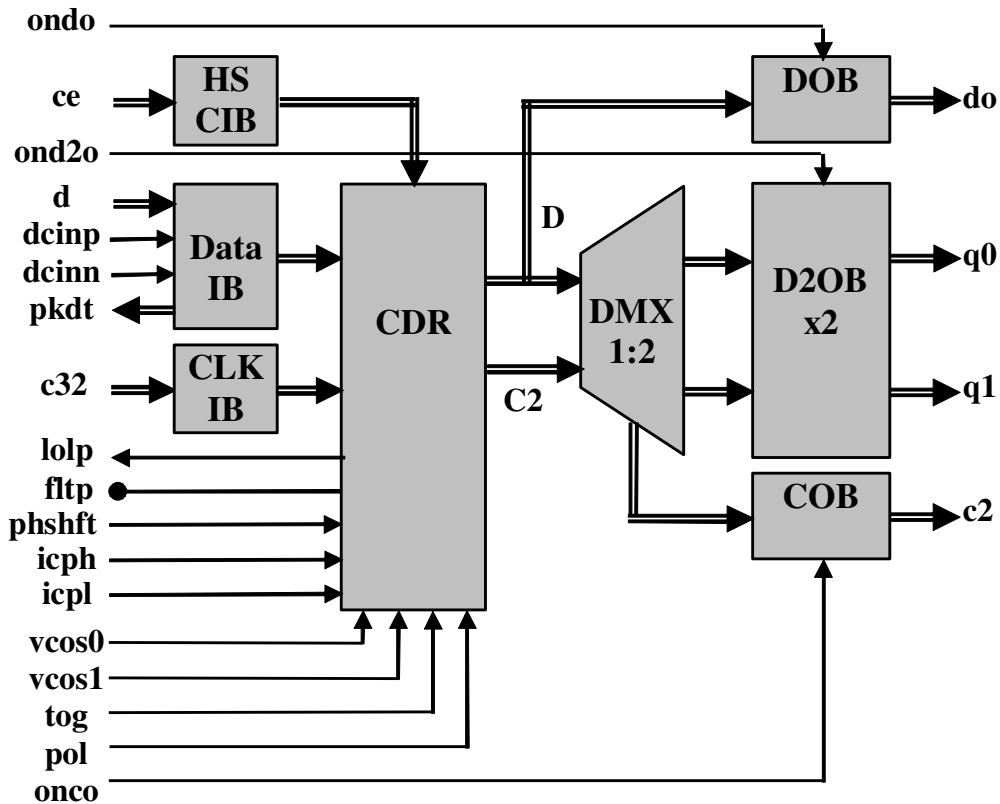 ondo
HS
CIB
DOB
ce
do
ond2o
d
D
dcinp
Data
IB
q0
dcinn
D2OB
x2
pkdt
CDR
DMX
1:2
CLK
IB
c32
C2
q1
lolp
fltp
COB
c2
phshft
icph
icpl
vcos0
vcos1
tog
pol
onco